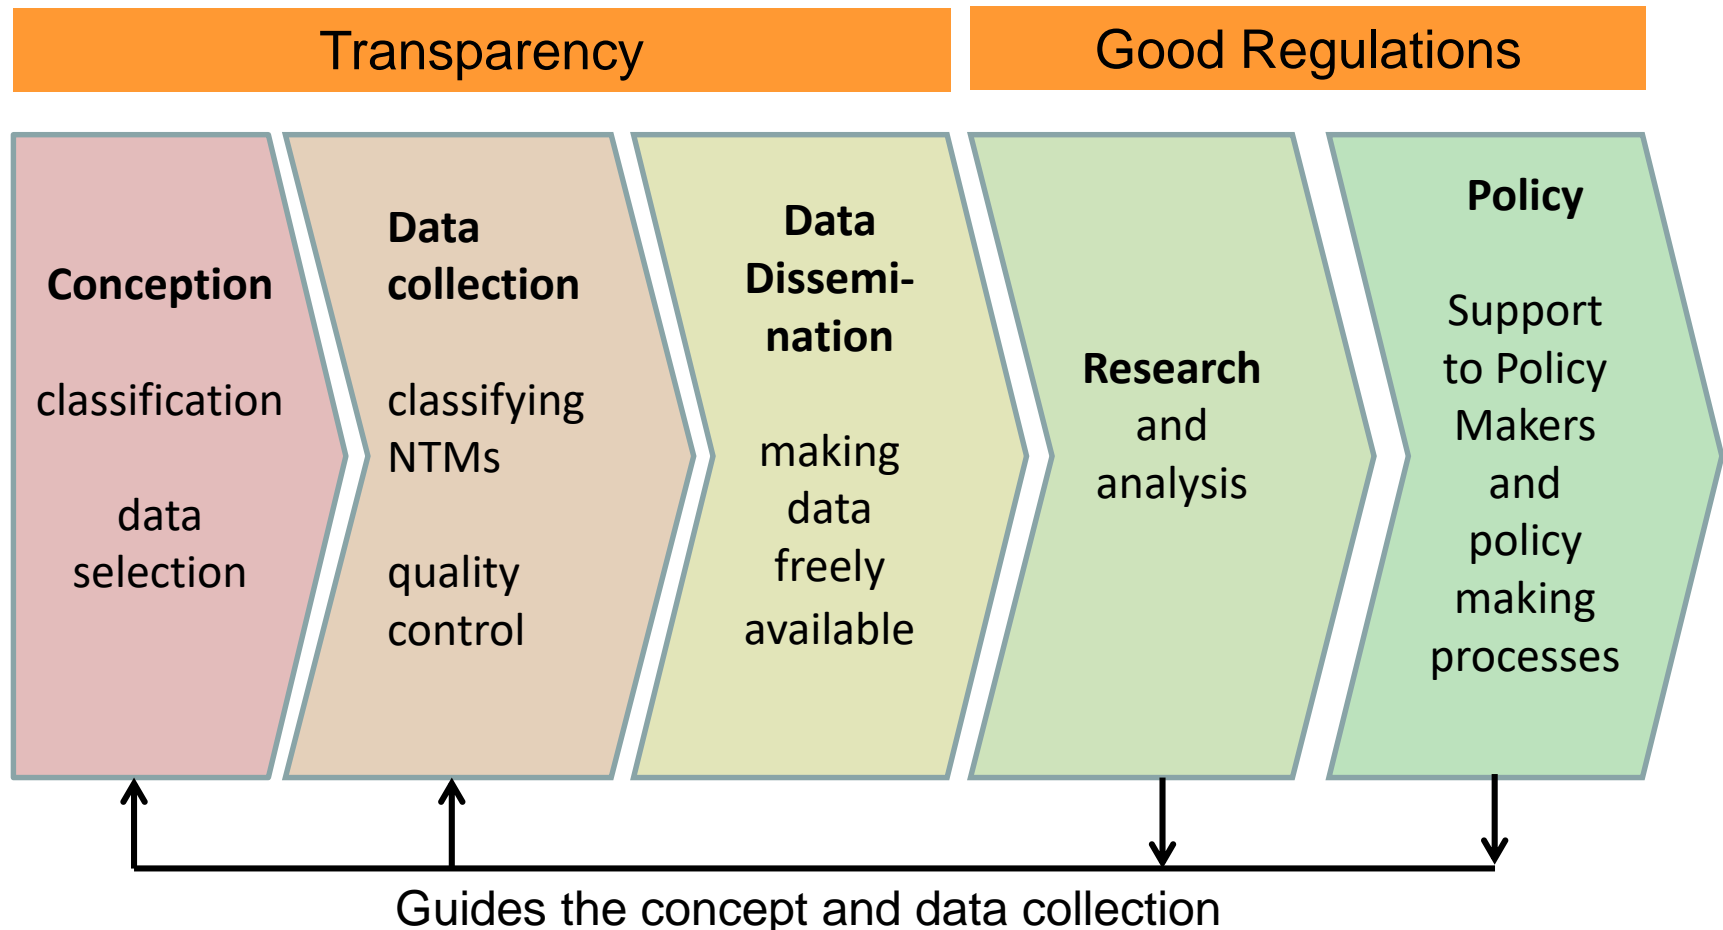 Transparency
Good Regulations
Conception
classification
data
selection
Data
collection
classifying
NTMs
quality
control
Data
Dissemi-
nation
making
data
freely
available
Research
and
analysis
Policy
Support
to Policy
Makers
and
policy
making
processes
Guides the concept and data collection